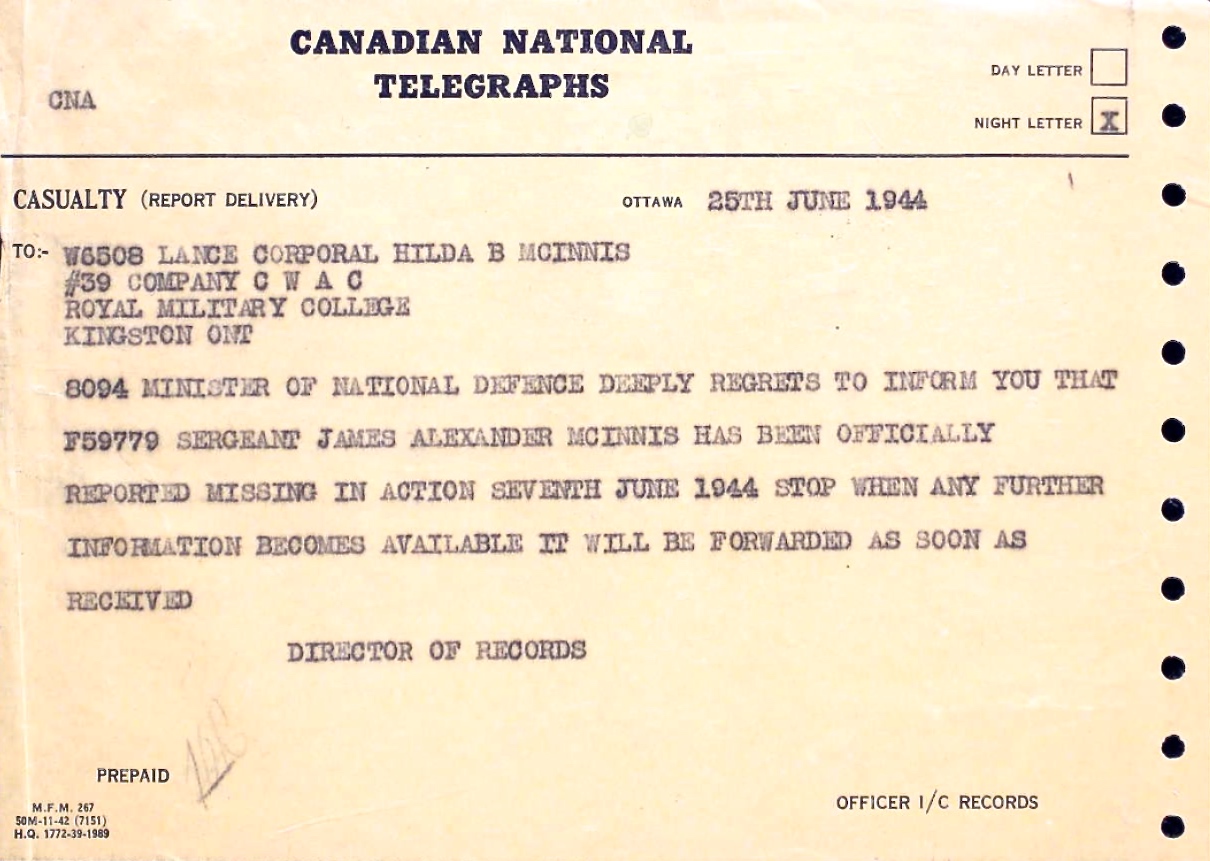 CANADIAN NATIONAL
TELEGRAPHS
CNA
DAY LETTER
NIGHT LETTER X
CASUALTY (REPORT DELIVERY)
OTTAWA 25TH JUNE 1944
TO:- W6508 LANCE CORPORAL HILDA B MCINNIS
#39 COMPANY C W A C
ROYAL MILITARY COLLEGE
KINGSTON ONT
8094 MINISTER OF NATIONAL DEFENCE DEEPLY REGRETS TO INFORM YOU THAT
F59779 SERGEANT JAMES ALEXANDER MCINNIS HAS BEEN OFFICIALLY
REPORTED MISSING IN ACTION SEVENTH JUNE 1944 STOP WHEN ANY FURTHER
INFORMATION BECOMES AVAILABLE IT WILL BE FORWARDED AS SOON AS
RECEIVED
DIRECTOR OF RECORDS
PREPAID
M.F.M. 267
50M-11-42 (7151)
H.Q. 1772-39-1989
OFFICER I/C RECORDS